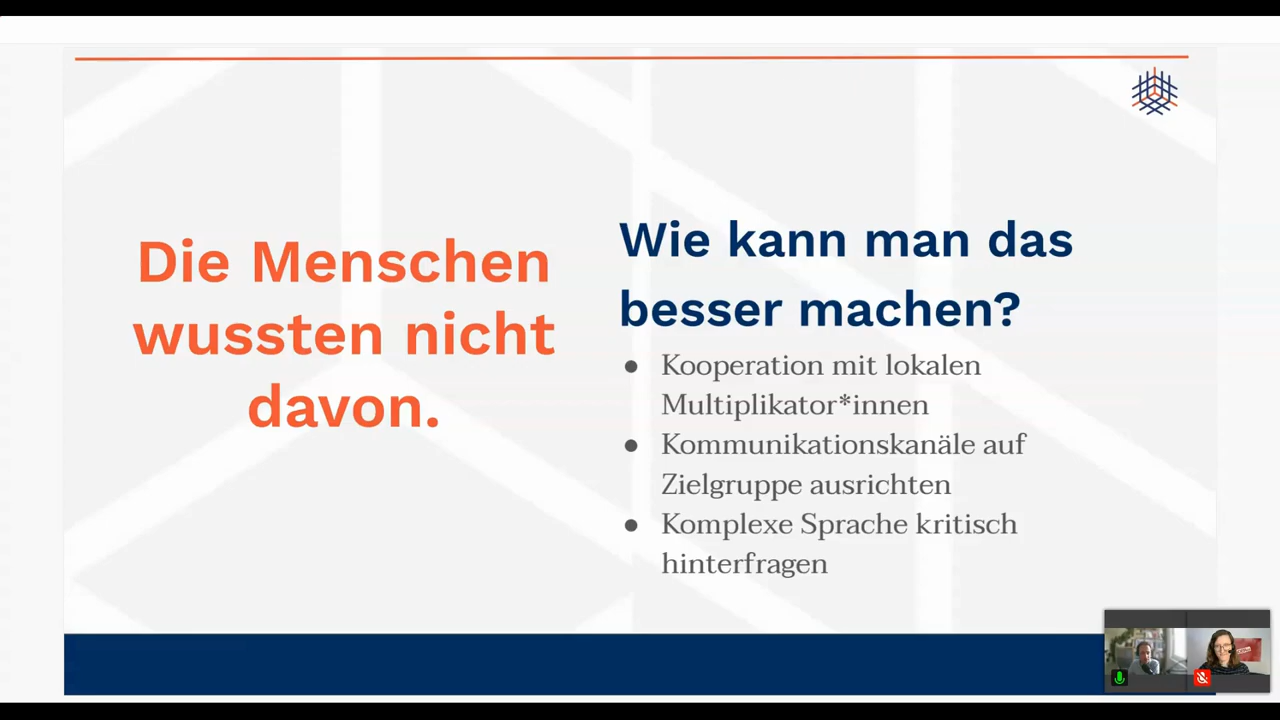 Die Menschen
wussten nicht
davon.
Wie kann man das
besser machen?
● Kooperation mit lokalen
Multiplikator*innen
● Kommunikationskanäle auf
Zielgruppe ausrichten
● Komplexe Sprache kritisch
hinterfragen